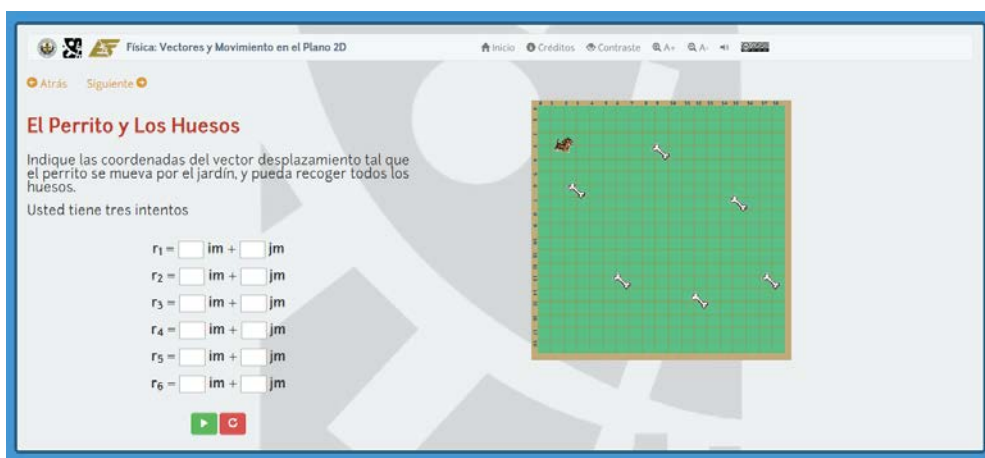 Física: Vectores y Movimiento en el Plano 2D
Inicio Créditos Contraste A+ A-
Atrás Siguiente
El Perrito y Los Huesos
Indique las coordenadas del vector desplazamiento tal que
el perrito se mueva por el jardín, y pueda recoger todos los
huesos.
Usted tiene tres intentos
r1 = im + jm
r2 = im + jm
r3 = im + jm
r4 = im + jm
r5 = im + jm
r6 = im + jm